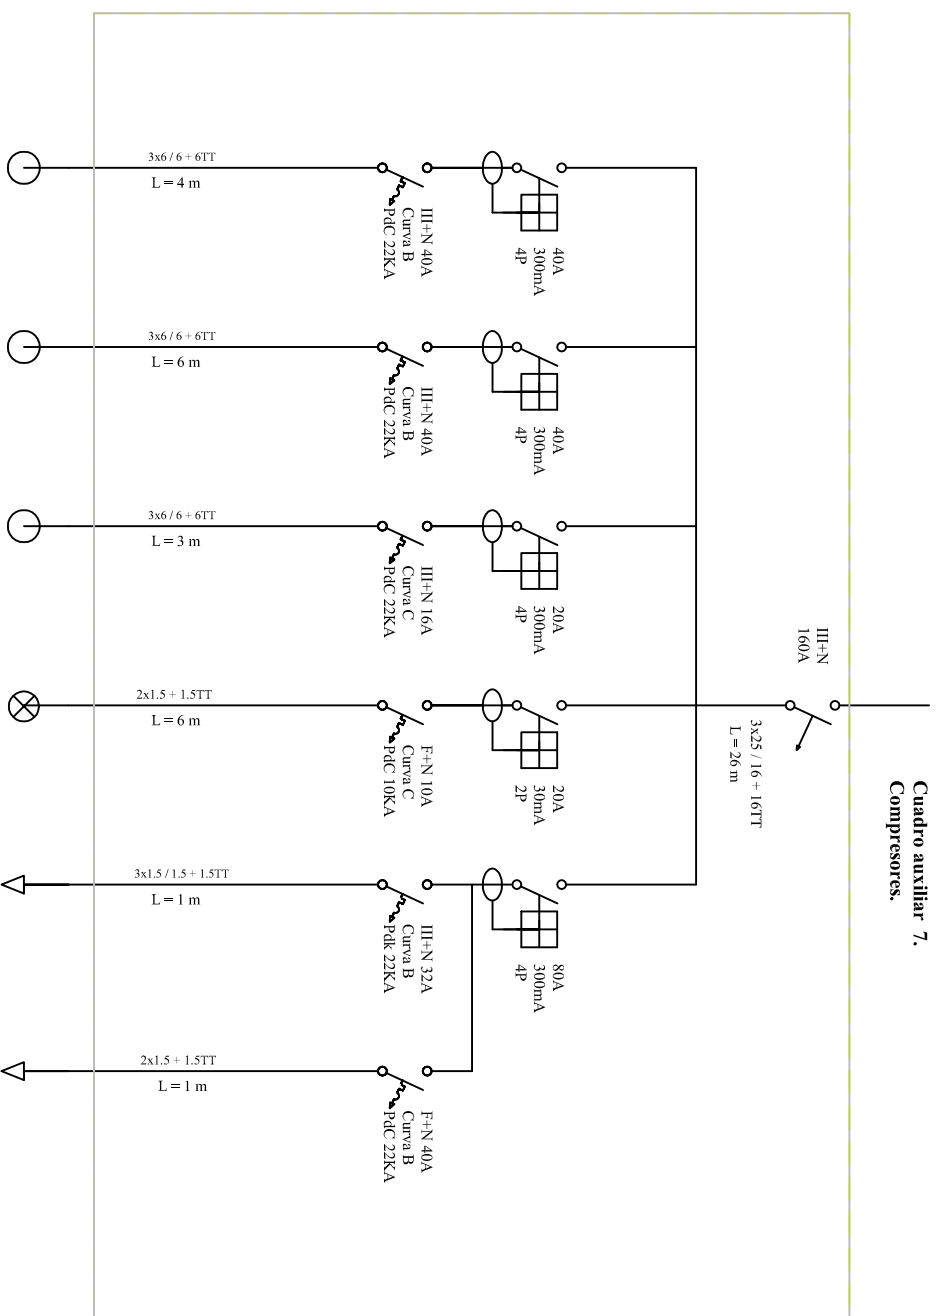 Cuadro auxiliar 7.
Compresores.
III+N
160A
3x25 / 16 + 16TT
L = 26 m
3x6 / 6 + 6TT
L = 4 m
III+N 40A
Curva B
PdC 22KA
40A
300mA
4P
3x6 / 6 + 6TT
L = 6 m
III+N 40A
Curva B
PdC 22KA
40A
300mA
4P
3x6 / 6 + 6TT
L = 3 m
III+N 16A
Curva C
PdC 22KA
20A
300mA
4P
2x1.5 + 1.5TT
L = 6 m
F+N 10A
Curva C
PdC 10KA
20A
30mA
2P
3x1.5 / 1.5 + 1.5TT
L = 1 m
III+N 32A
Curva B
Pdk 22KA
80A
300mA
4P
2x1.5 + 1.5TT
L = 1 m
F+N 40A
Curva B
PdC 22KA